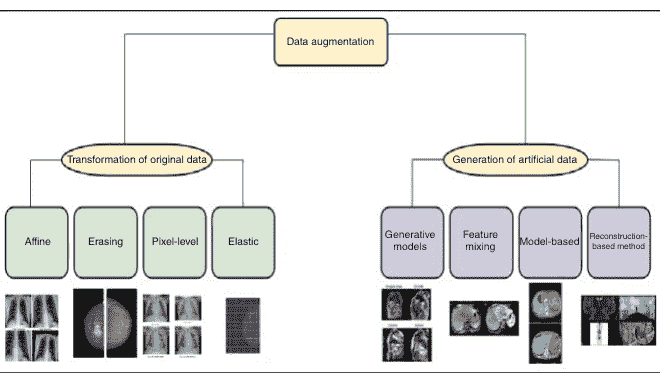 Data augmentation
Transformation of original data
Generation of artificial data
Affine
Erasing
Pixel-level
Elastic
Generative
models
Feature
mixing
Model-based
Reconstruction-
based method